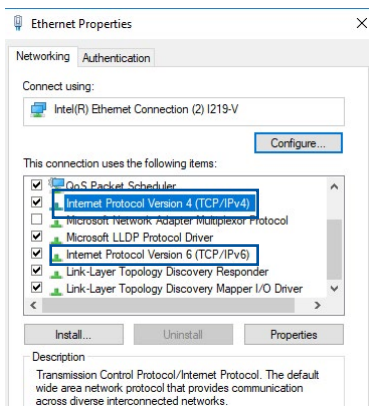 Ethernet Properties
Networking Authentication
Connect using:
Intel(R) Ethernet Connection (2) I219-V
Configure...
This connection uses the following items:
QoS Packet Scheduler
Internet Protocol Version 4 (TCP/IPv4)
Microsoft Network Adapter Multiplexor Protocol
Microsoft LLDP Protocol Driver
Internet Protocol Version 6 (TCP/IPv6)
Link-Layer Topology Discovery Responder
Link-Layer Topology Discovery Mapper I/O Driver
Install... Uninstall Properties
Description
Transmission Control Protocol/Internet Protocol. The default
wide area network protocol that provides communication
across diverse interconnected networks.